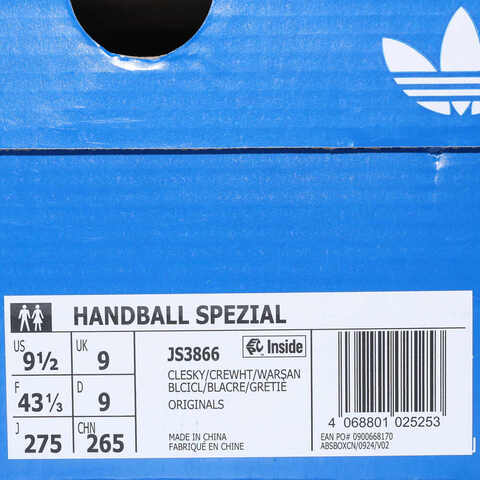 HANDBALL SPEZIAL
US UK
9½ 9
F D
43⅓ 9
J CHN
275 265
JS3866 Inside
CLESKY/CREWHT/WARSAN
BLCICL/BLACRE/GRETIÉ
ORIGINALS
MADE IN CHINA
FABRIQUÉ EN CHINE
4 068801 025253
EAN PO# 0900668170
ABSBOXCN/0924/V02